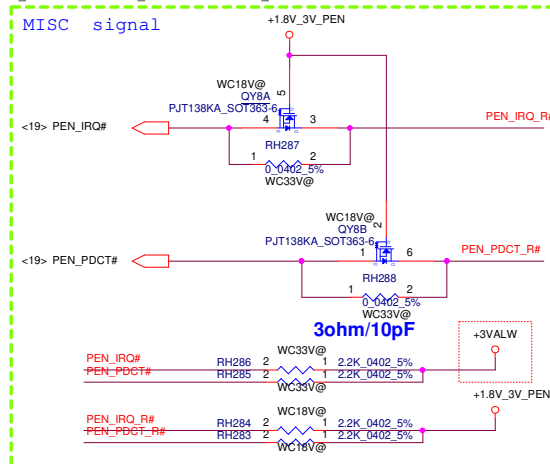 MISC signal
+1.8V_3V_PEN
WC18V@
QY8A
PJT138KA_SOT363-6
5
4
3
<19> PEN_IRQ#
PEN_IRQ_R#
RH287
1
2
0_0402_5%
WC33V@
WC18V@
QY8B
PJT138KA_SOT363-6
2
1
6
<19> PEN_PDCT#
PEN_PDCT_R#
RH288
1
2
0_0402_5%
WC33V@
3ohm/10pF
+3VALW
WC33V@
PEN_IRQ#
RH286 2 1 2.2K_0402_5%
PEN_PDCT#
RH285 2 1 2.2K_0402_5%
WC33V@
+1.8V_3V_PEN
WC18V@
PEN_IRQ_R#
RH284 2 1 2.2K_0402_5%
PEN_PDCT_R#
RH283 2 1 2.2K_0402_5%
WC18V@